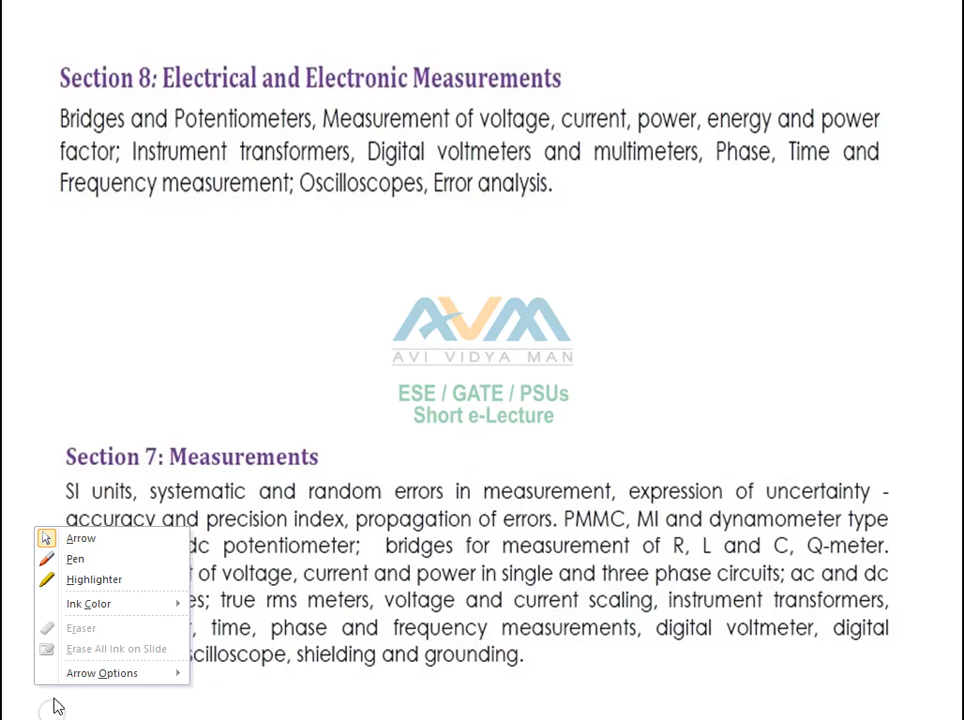 Section 8: Electrical and Electronic Measurements
Bridges and Potentiometers, Measurement of voltage, current, power, energy and power
factor; Instrument transformers, Digital voltmeters and multimeters, Phase, Time and
Frequency measurement; Oscilloscopes, Error analysis.
AVM
AVI VIDYA MAN
ESE / GATE / PSUs
Short e-Lecture
Section 7: Measurements
SI units, systematic and random errors in measurement, expression of uncertainty -
accuracy and precision index, propagation of errors. PMMC, MI and dynamometer type
dc potentiometer; bridges for measurement of R, L and C, Q-meter.
of voltage, current and power in single and three phase circuits; ac and dc
true rms meters, voltage and current scaling, instrument transformers,
time, phase and frequency measurements, digital voltmeter, digital
shielding and grounding.
Arrow
Pen
Highlighter
Ink Color
Eraser
Erase All Ink on Slide
Arrow Options